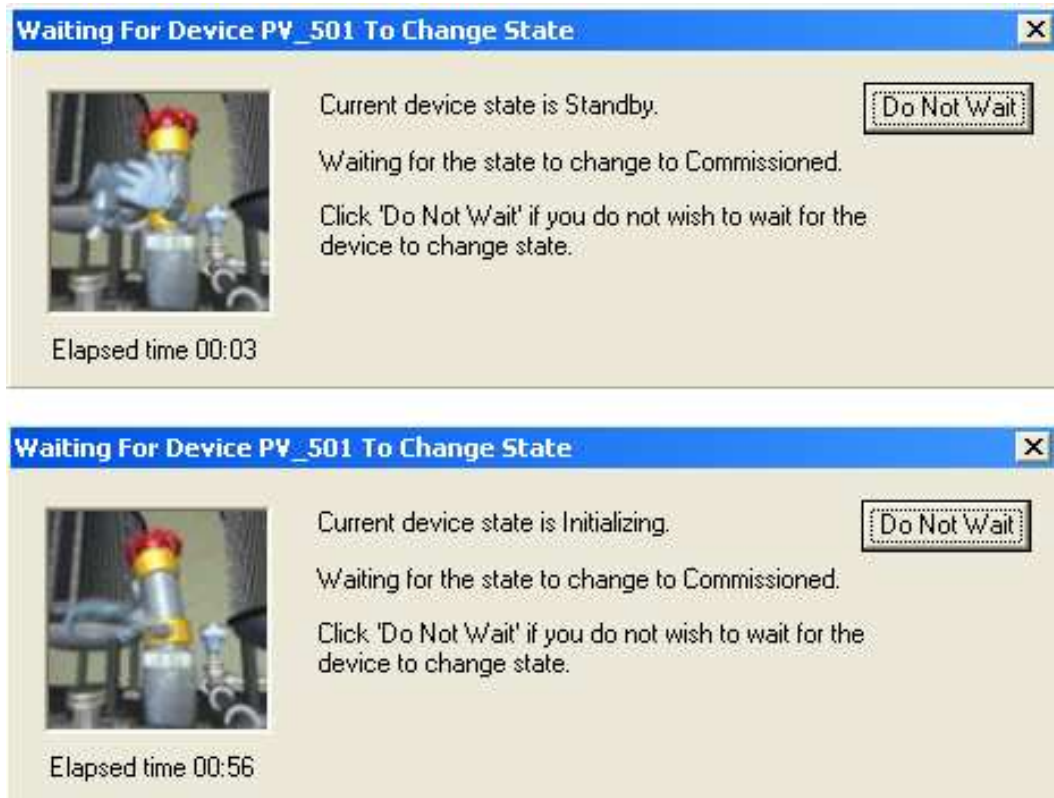 Waiting For Device PV_501 To Change State
Current device state is Standby.
Do Not Wait
Waiting for the state to change to Commissioned.
Click 'Do Not Wait' if you do not wish to wait for the
device to change state.
Elapsed time 00:03
Waiting For Device PV_501 To Change State
Current device state is Initializing.
Do Not Wait
Waiting for the state to change to Commissioned.
Click 'Do Not Wait' if you do not wish to wait for the
device to change state.
Elapsed time 00:56